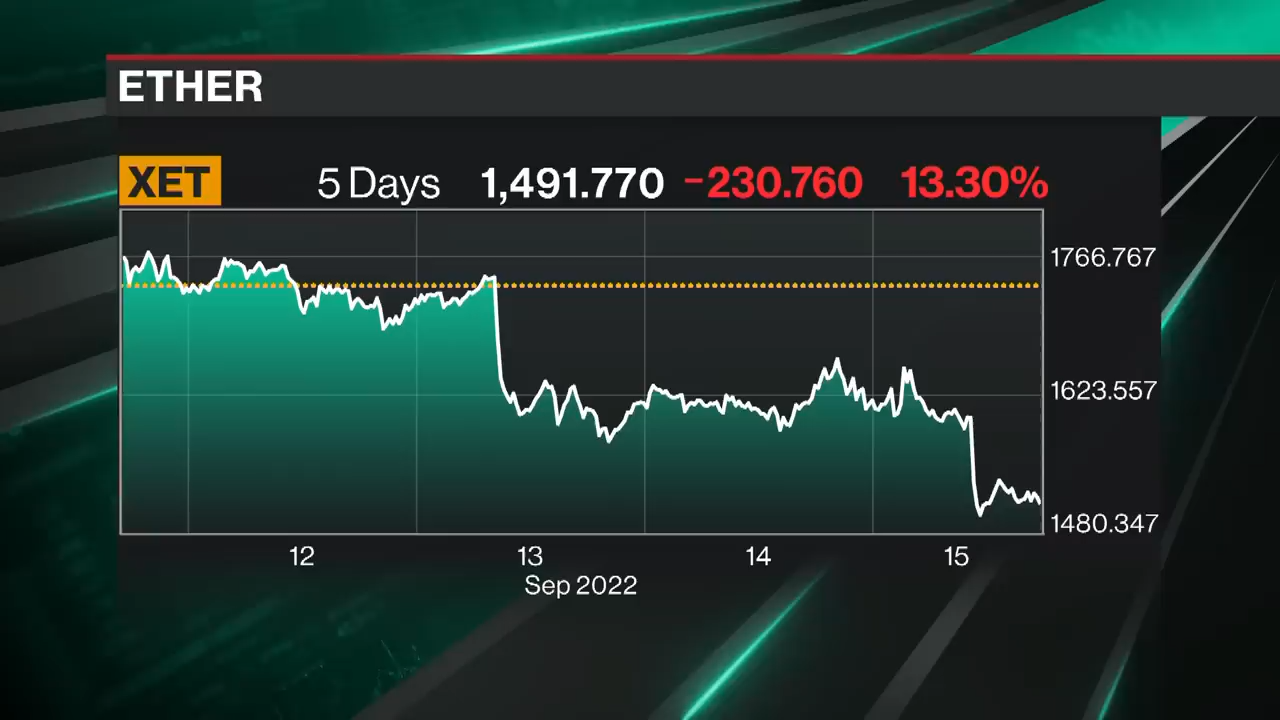 ETHER
XET 5 Days 1,491.770 -230.760 13.30%
1766.767
1623.557
1480.347
12 13 14 15
Sep 2022